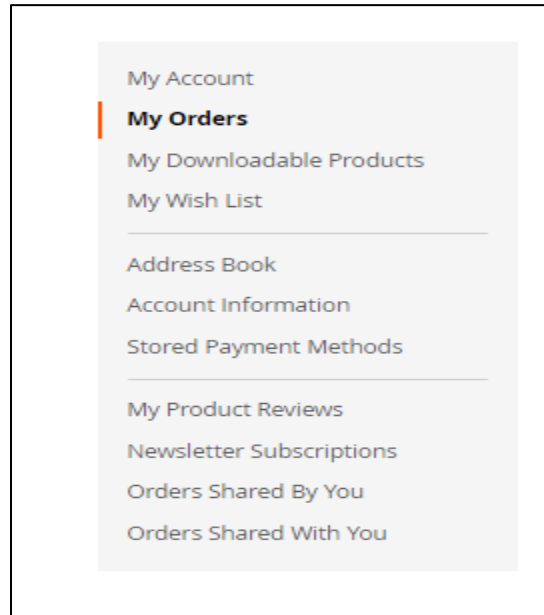 My Account
My Orders
My Downloadable Products
My Wish List
Address Book
Account Information
Stored Payment Methods
My Product Reviews
Newsletter Subscriptions
Orders Shared By You
Orders Shared With You